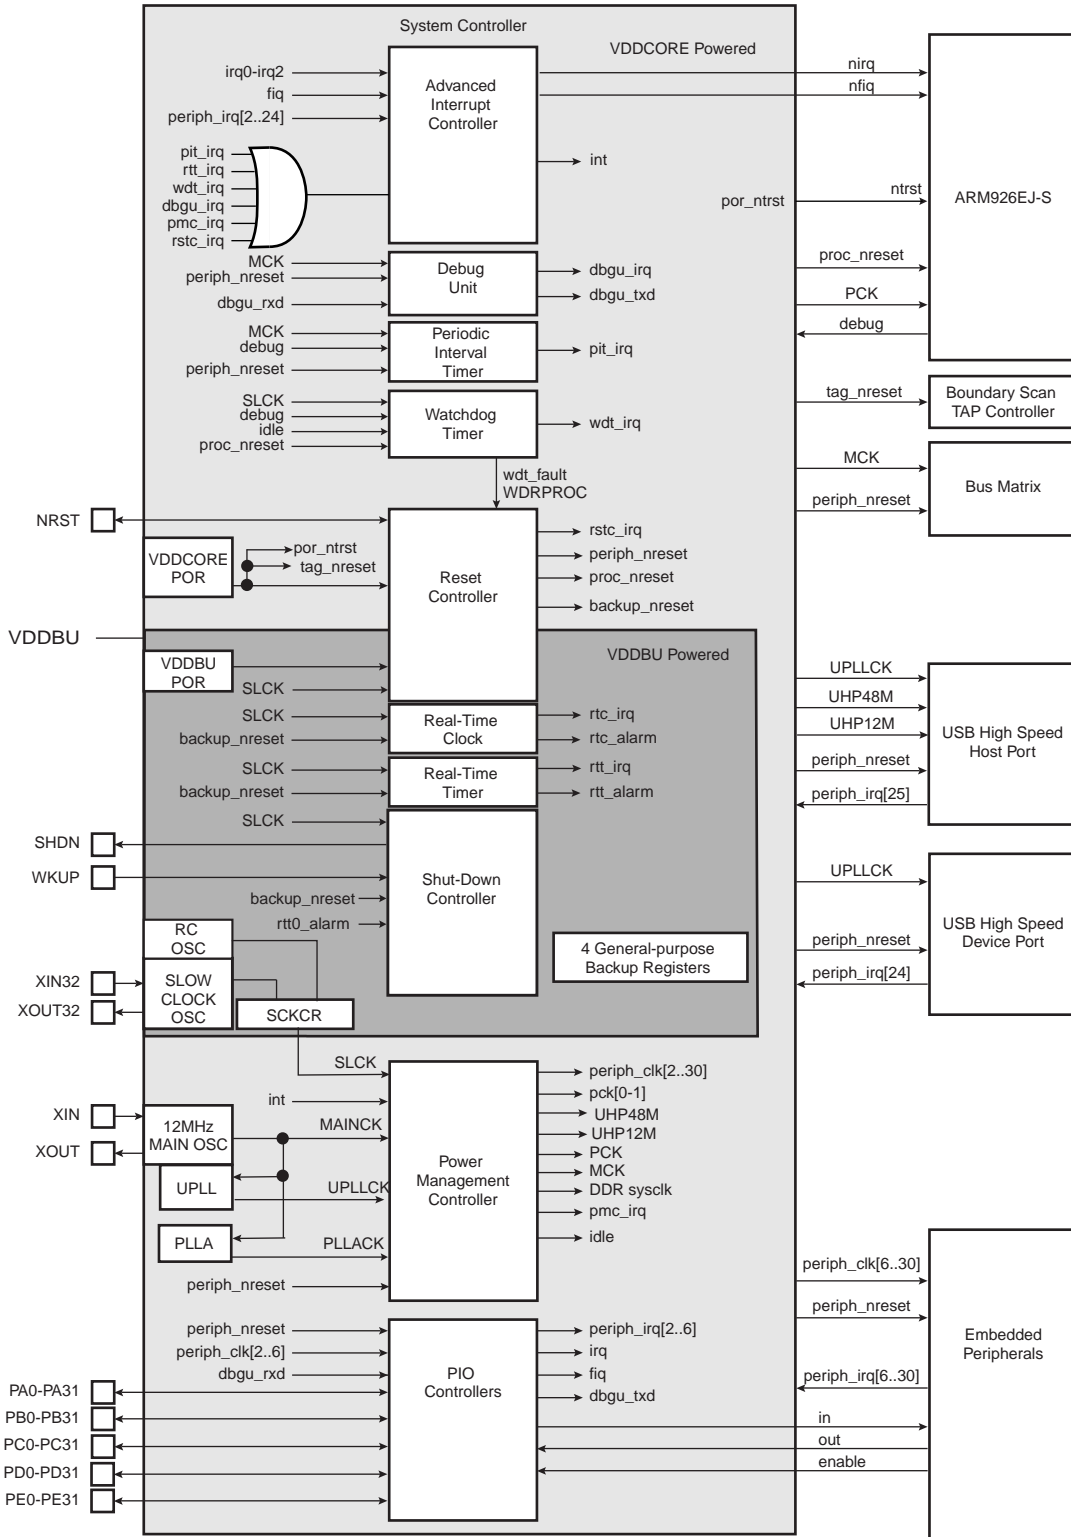 System Controller
VDDCORE Powered
irq0-irq2
fiq
periph_irq[2..24]
Advanced
Interrupt
Controller
nirq
nfiq
int
pit_irq
rtt_irq
wdt_irq
dbgu_irq
pmc_irq
rstc_irq
por_ntrst
ntrst
ARM926EJ-S
proc_nreset
PCK
debug
MCK
periph_nreset
dbgu_rxd
Debug
Unit
dbgu_irq
dbgu_txd
MCK
debug
periph_nreset
Periodic
Interval
Timer
pit_irq
SLCK
debug
idle
proc_nreset
Watchdog
Timer
wdt_irq
tag_nreset
Boundary Scan
TAP Controller
MCK
periph_nreset
Bus Matrix
wdt_fault
WDRPROC
NRST
VDDCORE
POR
por_ntrst
tag_nreset
Reset
Controller
rstc_irq
periph_nreset
proc_nreset
backup_nreset
VDDBU
VDDBU Powered
VDDBU
POR
SLCK
SLCK
backup_nreset
Real-Time
Clock
rtc_irq
rtc_alarm
SLCK
backup_nreset
Real-Time
Timer
rtt_irq
rtt_alarm
UPLLCK
UHP48M
UHP12M
periph_nreset
periph_irq[25]
USB High Speed
Host Port
SLCK
SHDN
WKUP
backup_nreset
rtt0_alarm
Shut-Down
Controller
4 General-purpose
Backup Registers
UPLLCK
periph_nreset
periph_irq[24]
USB High Speed
Device Port
RC
OSC
XIN32
XOUT32
SLOW
CLOCK
OSC
SCKCR
SLCK
int
XIN
XOUT
12MHz
MAIN OSC
MAINCK
UPLL
UPLLCK
PLLA
PLLACK
periph_nreset
Power
Management
Controller
periph_clk[2..30]
pck[0-1]
UHP48M
UHP12M
PCK
MCK
DDR sysclk
pmc_irq
idle
periph_nreset
periph_clk[2..6]
dbgu_rxd
PA0-PA31
PB0-PB31
PC0-PC31
PD0-PD31
PE0-PE31
PIO
Controllers
periph_irq[2..6]
irq
fiq
dbgu_txd
periph_clk[6..30]
periph_nreset
periph_irq[6..30]
in
out
enable
Embedded
Peripherals